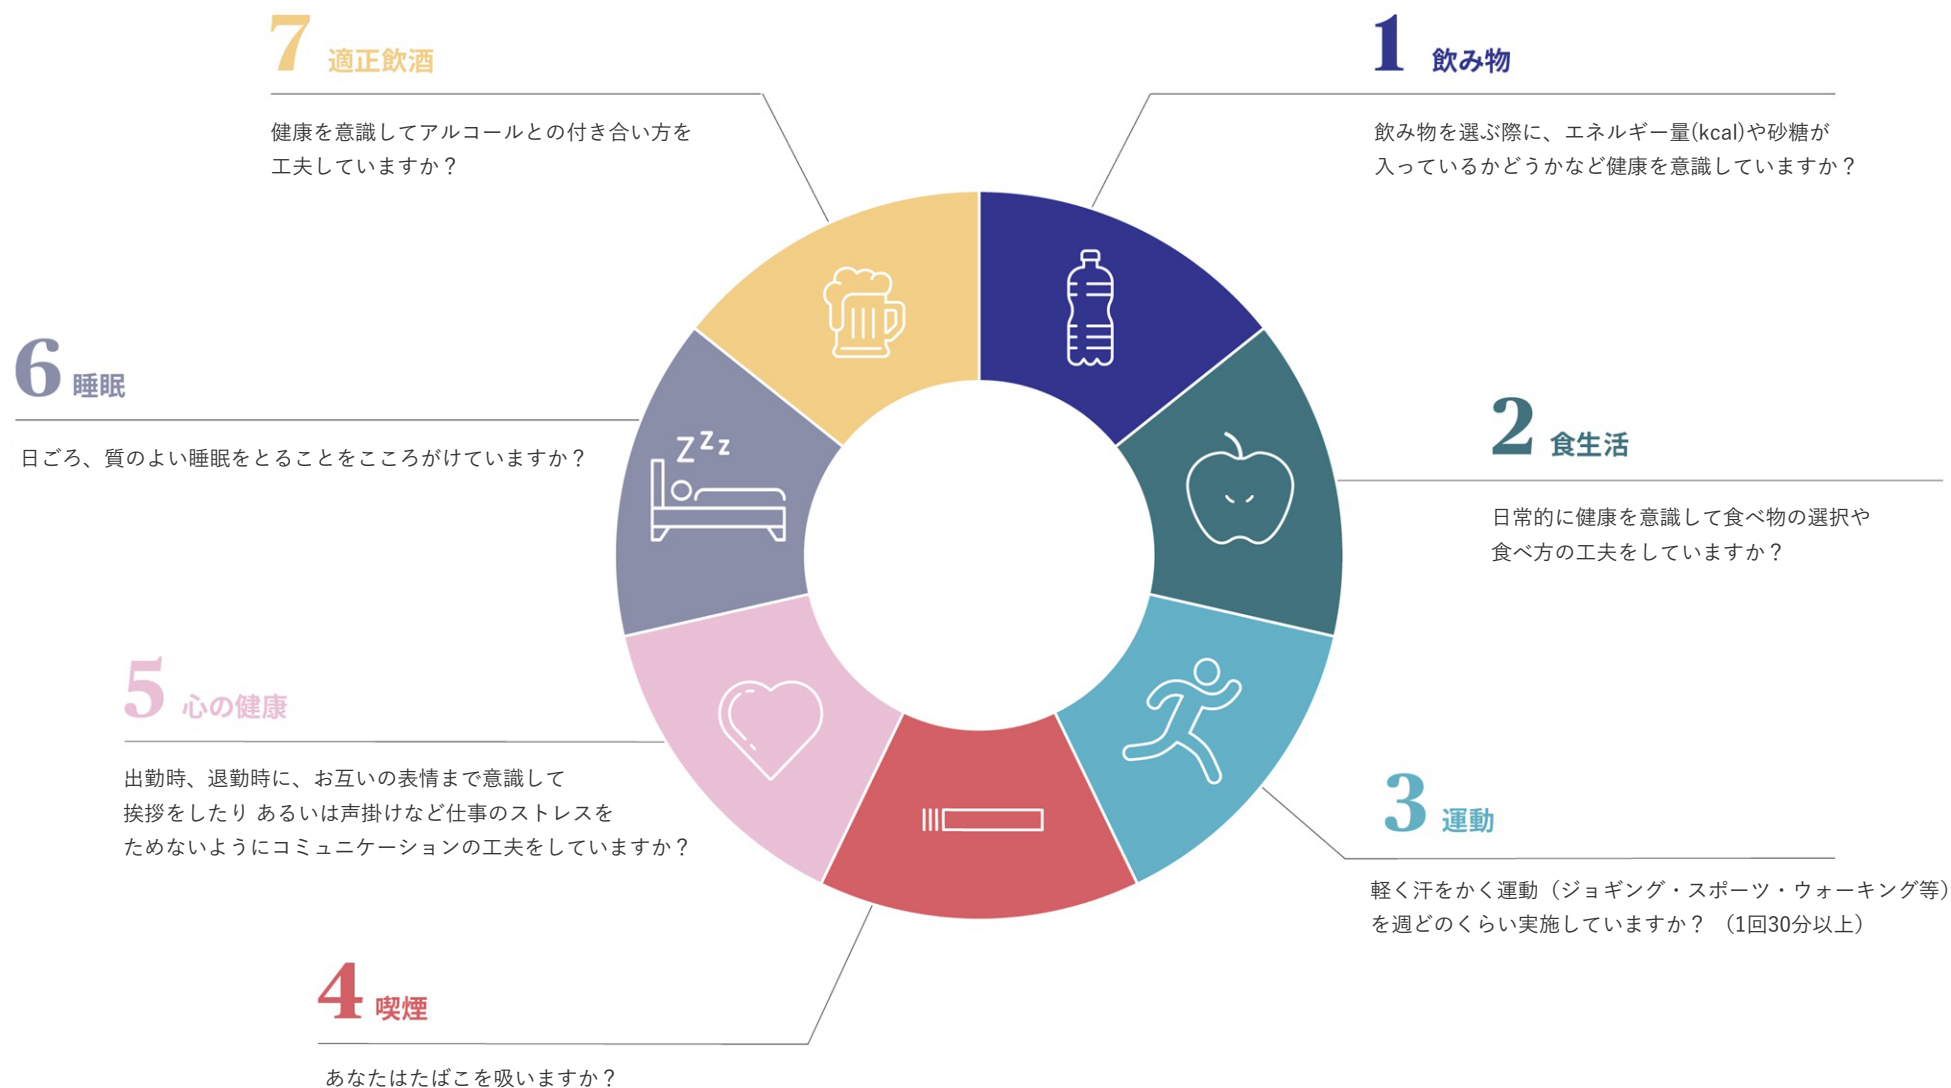 1 飲み物
飲み物を選ぶ際に、エネルギー量(kcal)や砂糖が
入っているかどうかなど健康を意識していますか？
2 食生活
日常的に健康を意識して食べ物の選択や
食べ方の工夫をしていますか？
3 運動
軽く汗をかく運動（ジョギング・スポーツ・ウォーキング等）
を週どのくらい実施していますか？ （1回30分以上）
4 喫煙
あなたはたばこを吸いますか？
5 心の健康
出勤時、退勤時に、お互いの表情まで意識して
挨拶をしたり あるいは声掛けなど仕事のストレスを
ためないようにコミュニケーションの工夫をしていますか？
6 睡眠
日ごろ、質のよい睡眠をとることをこころがけていますか？
ZZZ
7 適正飲酒
健康を意識してアルコールとの付き合い方を
工夫していますか？